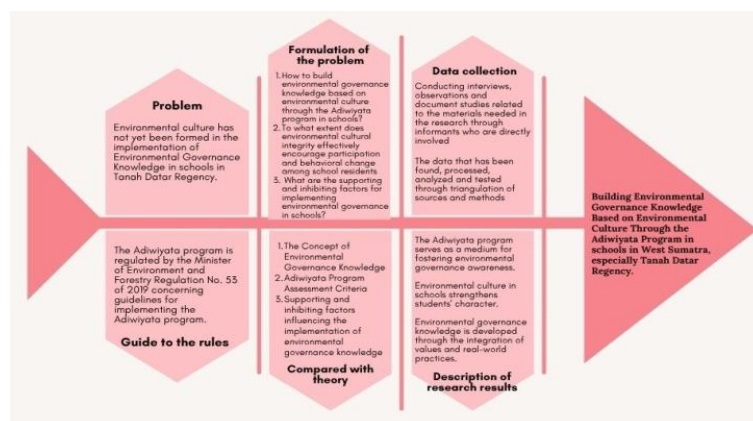 Problem
Environmental culture has
not yet been formed in the
implementation of
Environmental Governance
Knowledge in schools in
Tanah Datar Regency.
Formulation of
the problem
1. How to build
environmental governance
knowledge based on
environmental culture
through the Adiwiyata
program in schools?
2. To what extent does
environmental cultural
integrity effectively
encourage participation
and behavioral change
among school residents
3. What are the supporting
and inhibiting factors for
implementing
environmental governance
in schools?
Data collection
Conducting interviews,
observations and
document studies related
to the materials needed in
the research through
informants who are directly
involved
The data that has been
found, processed,
analyzed and tested
through triangulation of
sources and methods
The Adiwiyata program is
regulated by the Minister
of Environment and
Forestry Regulation No. 53
of 2019 concerning
guidelines for
implementing the
Adiwiyata program.
Guide to the rules
1. The Concept of
Environmental
Governance Knowledge
2. Adiwiyata Program
Assessment Criteria
3. Supporting and
inhibiting factors
influencing the
implementation of
environmental
governance knowledge
Compared with
theory
The Adiwiyata program
serves as a medium for
fostering environmental
governance awareness.
Environmental culture in
schools strengthens
students' character.
Environmental governance
knowledge is developed
through the integration of
values and real-world
practices.
Description of
research results
Building Environmental
Governance Knowledge
Based on Environmental
Culture Through the
Adiwiyata Program in
schools in West Sumatra,
especially Tanah Datar
Regency.